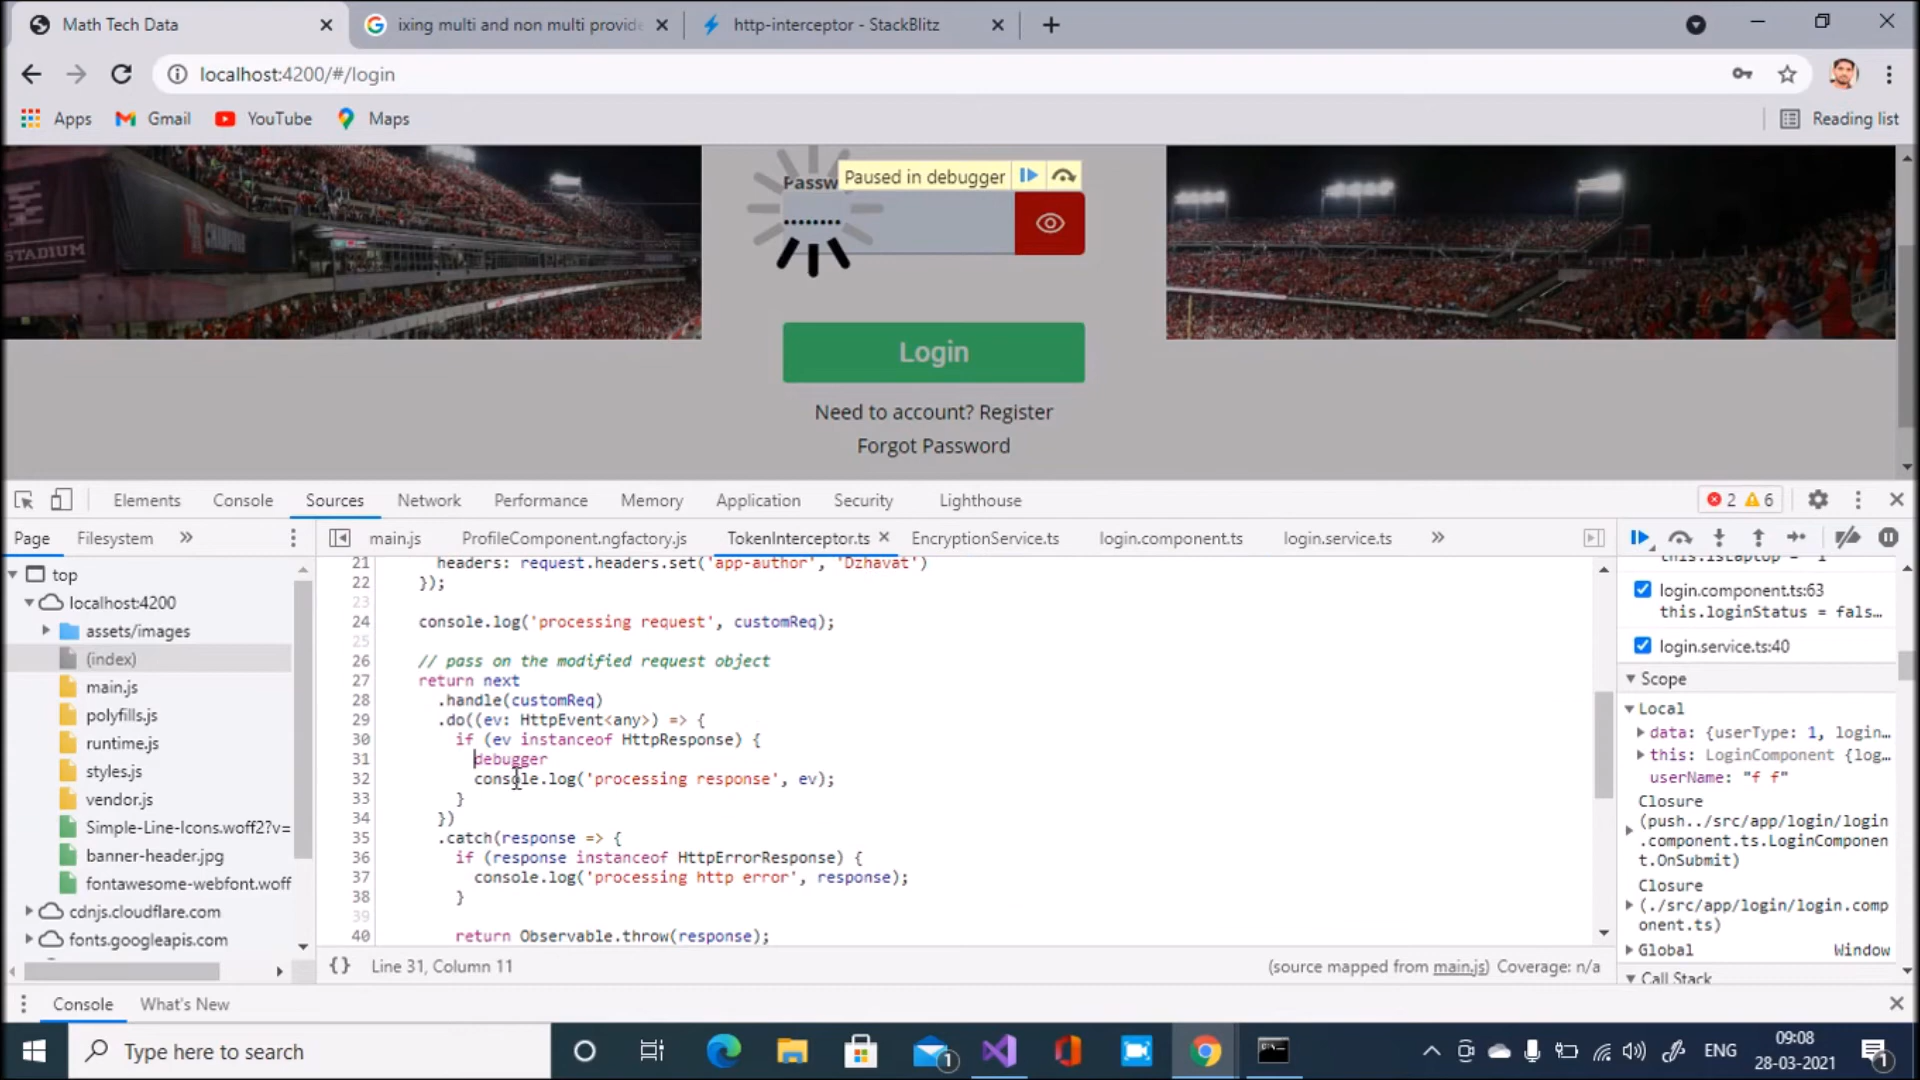 Math Tech Data
ixing multi and non multi provide
http-interceptor - StackBlitz
localhost:4200/#/login
Apps
Gmail
YouTube
Maps
Reading list
STADIUM
Passw
Paused in debugger
Login
Need to account? Register
Forgot Password
Elements
Console
Sources
Network
Performance
Memory
Application
Security
Lighthouse
2
6
Page
Filesystem
main.js
ProfileComponent.ngfactory.js
TokenInterceptor.ts
EncryptionService.ts
login.component.ts
login.service.ts
top
localhost:4200
assets/images
(index)
main.js
polyfills.js
runtime.js
styles.js
vendor.js
Simple-Line-Icons.woff2?v=
banner-header.jpg
fontawesome-webfont.woff
cdnjs.cloudflare.com
fonts.googleapis.com
21 headers: request.headers.set('app-author', 'Dzhavat')
22 });
23
24 console.log('processing request', customReq);
25
26 // pass on the modified request object
27 return next
28 .handle(customReq)
29 .do((ev: HttpEvent<any>) => {
30 if (ev instanceof HttpResponse) {
31 debugger
32 console.log('processing response', ev);
33 }
34 })
35 .catch(response => {
36 if (response instanceof HttpErrorResponse) {
37 console.log('processing http error', response);
38 }
39
40 return Observable.throw(response);
{} Line 31, Column 11
(source mapped from main.js) Coverage: n/a
login.component.ts:63
this.loginStatus = fals…
login.service.ts:40
Scope
Local
data: {userType: 1, login…
this: LoginComponent {log…
userName: "f f"
Closure
(push../src/app/login/login
.component.ts.LoginComponen
t.OnSubmit)
Closure
(./src/app/login/login.comp
onent.ts)
Global Window
Call Stack
Console
What's New
Type here to search
1
ENG
09:08
28-03-2021
1